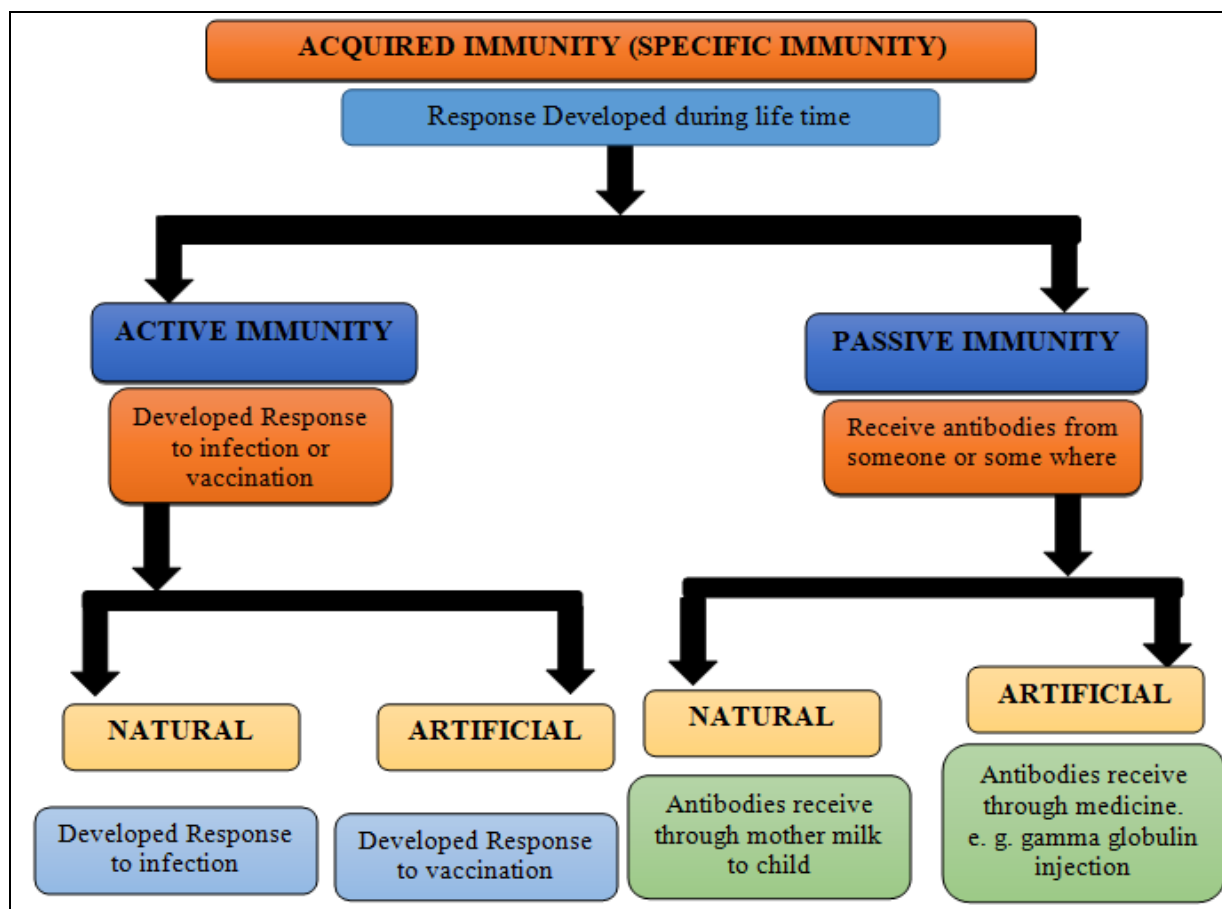 ACQUIRED IMMUNITY (SPECIFIC IMMUNITY)
Response Developed during life time
ACTIVE IMMUNITY
Developed Response
to infection or
vaccination
PASSIVE IMMUNITY
Receive antibodies from
someone or some where
NATURAL
Developed Response
to infection
ARTIFICIAL
Developed Response
to vaccination
NATURAL
Antibodies receive
through mother milk
to child
ARTIFICIAL
Antibodies receive
through medicine.
e. g. gamma globulin
injection